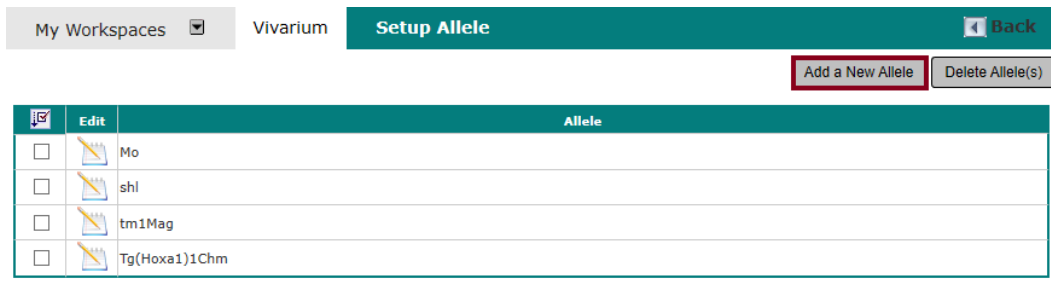 My Workspaces Vivarium Setup Allele Back
Add a New Allele Delete Allele(s)
Edit Allele
Mo
shl
tm1Mag
Tg(Hoxa1)1Chm